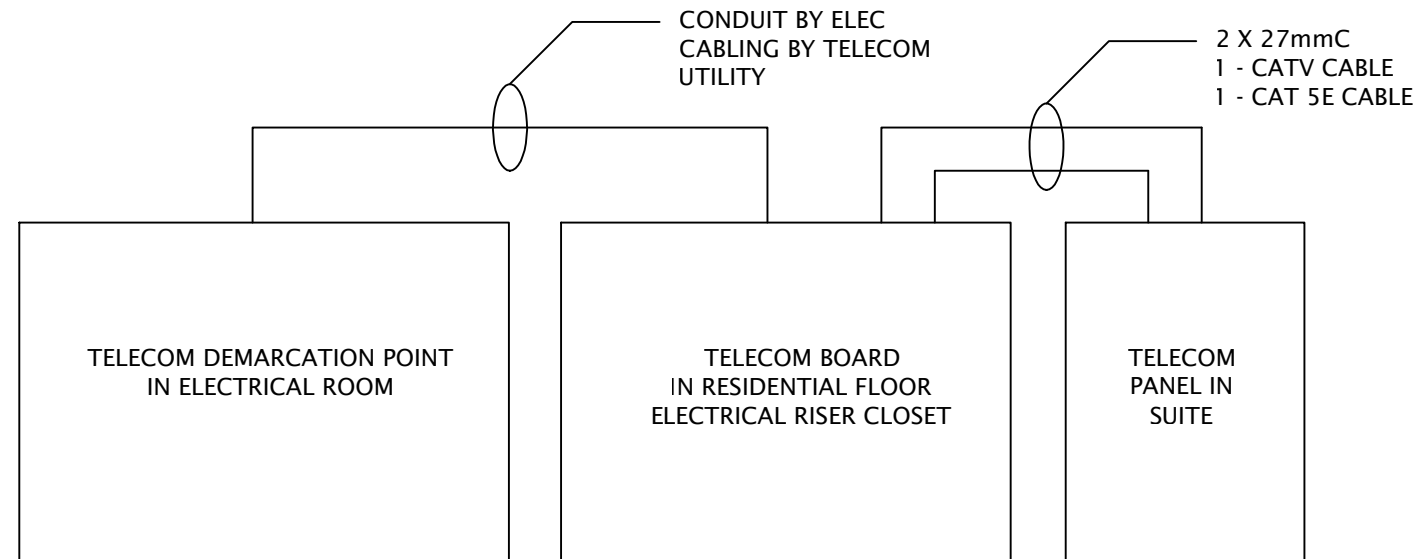 CONDUIT BY ELEC
CABLING BY TELECOM
UTILITY
2 X 27mmC
1 - CATV CABLE
1 - CAT 5E CABLE
TELECOM DEMARCATION POINT
IN ELECTRICAL ROOM
TELECOM BOARD
IN RESIDENTIAL FLOOR
ELECTRICAL RISER CLOSET
TELECOM
PANEL IN
SUITE